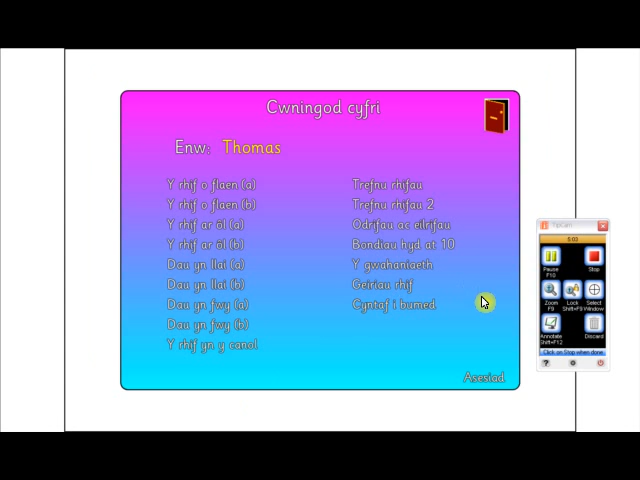 Cwningod cyfri
Enw: Thomas
Y rhif o flaen (a)
Y rhif o flaen (b)
Y rhif ar ôl (a)
Y rhif ar ôl (b)
Dau yn llai (a)
Dau yn llai (b)
Dau yn fwy (a)
Dau yn fwy (b)
Y rhif yn y canol
Trefnu rhifau
Trefnu rhifau 2
Odrifau ac eilrifau
Bondiau hyd at 10
Y gwahaniaeth
Geiriau rhif
Cyntaf i bumed
Asesiad
TipCam
5:03
Pause
F10
Stop
Zoom
F9
Lock
Shift+F9
Select
Window
Annotate
Shift+F12
Discard
Click on Stop when done.